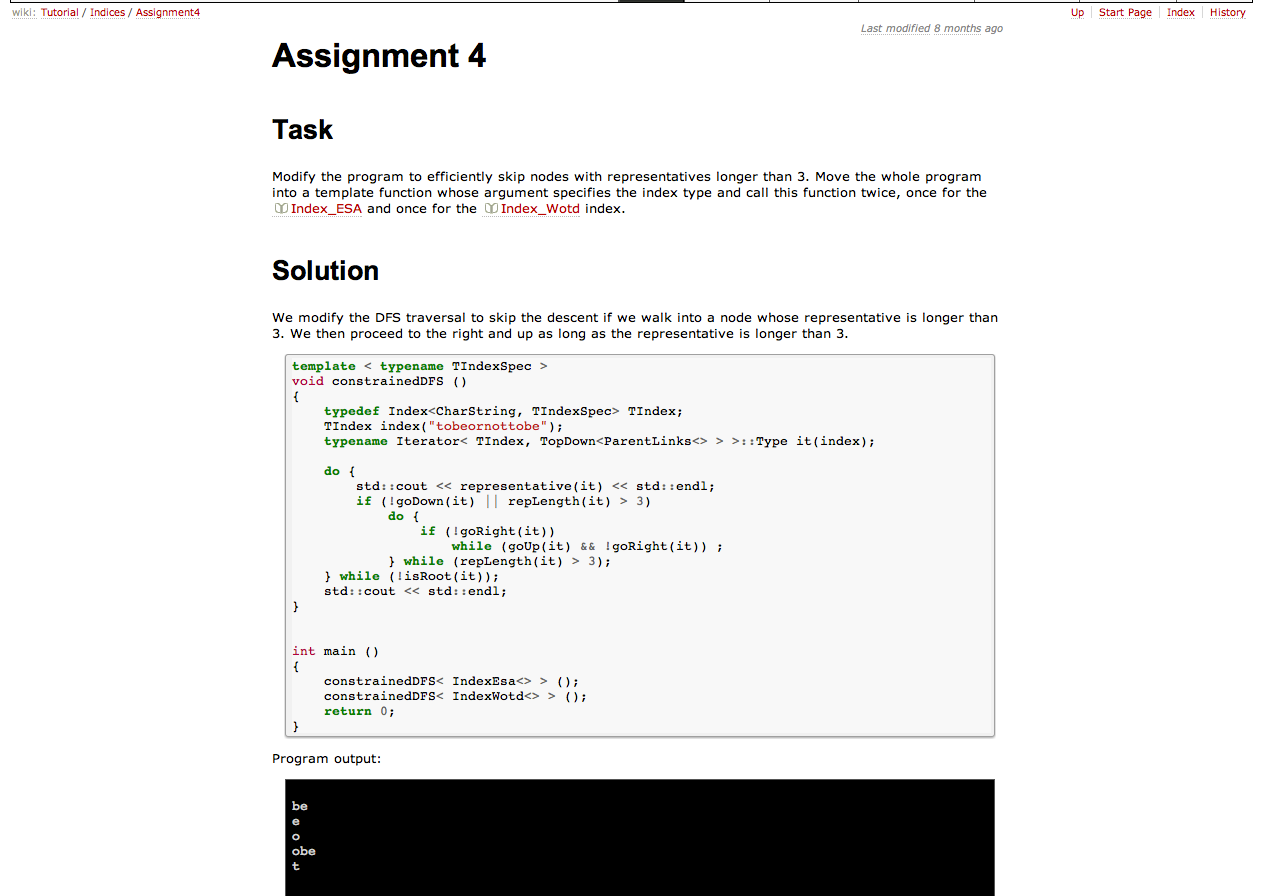 wiki: Tutorial / Indices / Assignment4
Up Start Page Index History
Last modified 8 months ago
Assignment 4
Task
Modify the program to efficiently skip nodes with representatives longer than 3. Move the whole program
into a template function whose argument specifies the index type and call this function twice, once for the
Index_ESA and once for the Index_Wotd index.
Solution
We modify the DFS traversal to skip the descent if we walk into a node whose representative is longer than
3. We then proceed to the right and up as long as the representative is longer than 3.
template < typename TIndexSpec >
void constrainedDFS ()
{
    typedef Index<CharString, TIndexSpec> TIndex;
    TIndex index("tobeornottobe");
    typename Iterator< TIndex, TopDown<ParentLinks<> > >::Type it(index);
    do {
        std::cout << representative(it) << std::endl;
        if (!goDown(it) || repLength(it) > 3)
            do {
                if (!goRight(it))
                    while (goUp(it) && !goRight(it)) ;
            } while (repLength(it) > 3);
    } while (!isRoot(it));
    std::cout << std::endl;
}
int main ()
{
    constrainedDFS< IndexEsa<> > ();
    constrainedDFS< IndexWotd<> > ();
    return 0;
}
Program output:
be
e
o
obe
t